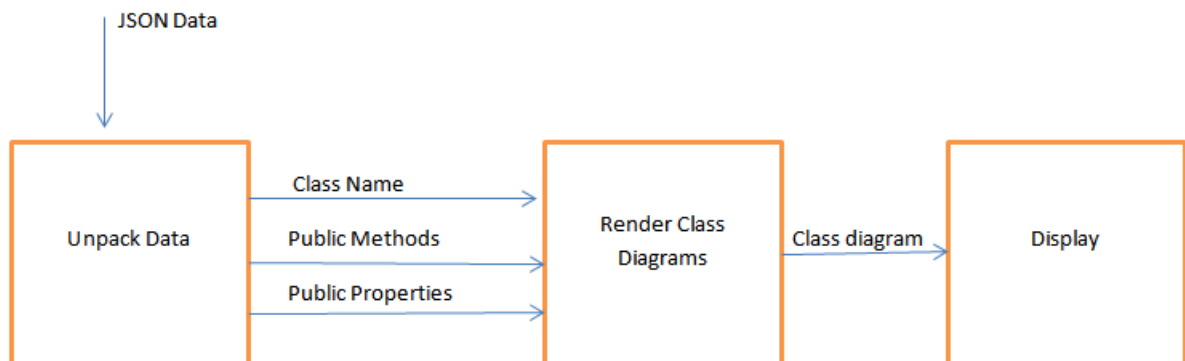 JSON Data
Class Name
Unpack Data
Public Methods
Public Properties
Render Class
Diagrams
Class diagram
Display